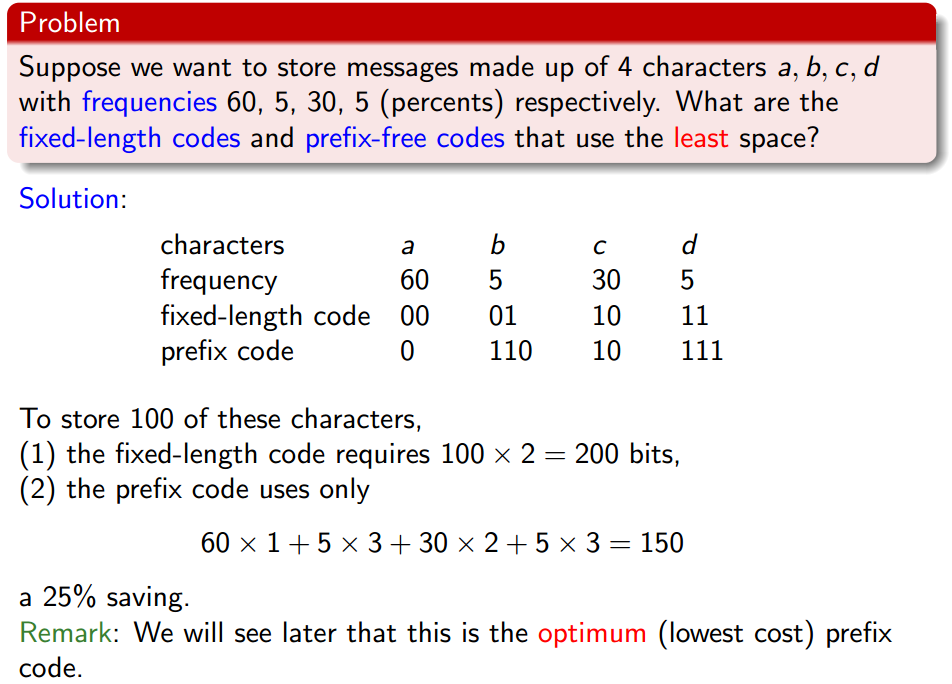 Problem
Suppose we want to store messages made up of 4 characters a, b, c, d
with frequencies 60, 5, 30, 5 (percents) respectively. What are the
fixed-length codes and prefix-free codes that use the least space?
Solution:
characters a b c d
frequency 60 5 30 5
fixed-length code 00 01 10 11
prefix code 0 110 10 111
To store 100 of these characters,
(1) the fixed-length code requires 100 × 2 = 200 bits,
(2) the prefix code uses only
60 × 1 + 5 × 3 + 30 × 2 + 5 × 3 = 150
a 25% saving.
Remark: We will see later that this is the optimum (lowest cost) prefix
code.